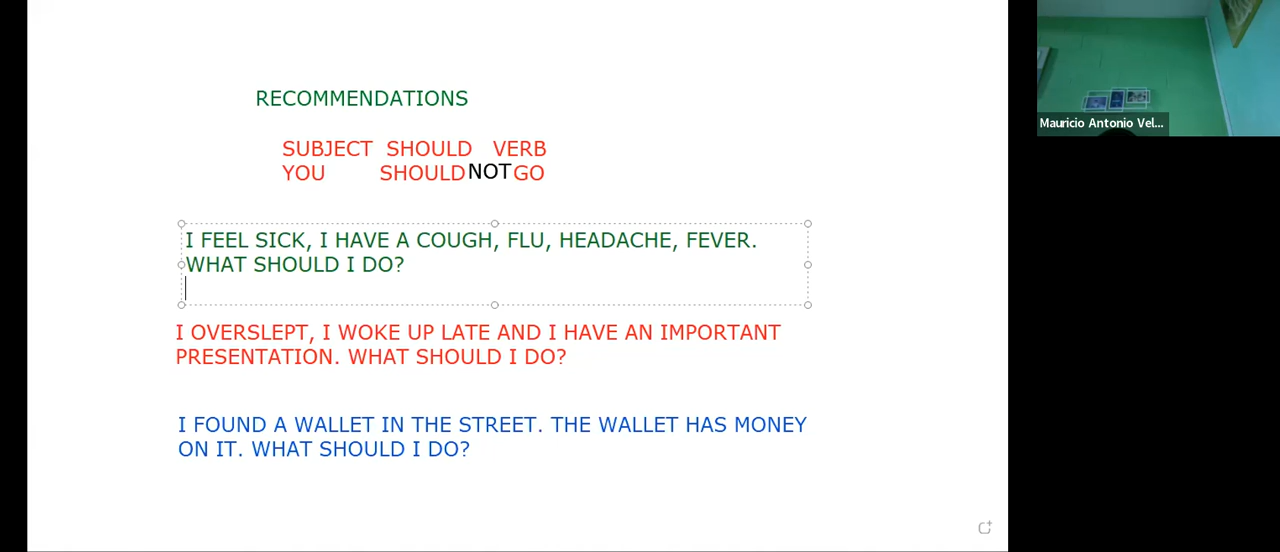 RECOMMENDATIONS
SUBJECT SHOULD VERB
YOU SHOULD NOT GO
I FEEL SICK, I HAVE A COUGH, FLU, HEADACHE, FEVER.
WHAT SHOULD I DO?
I OVERSLEPT, I WOKE UP LATE AND I HAVE AN IMPORTANT
PRESENTATION. WHAT SHOULD I DO?
I FOUND A WALLET IN THE STREET. THE WALLET HAS MONEY
ON IT. WHAT SHOULD I DO?
Mauricio Antonio Vel...